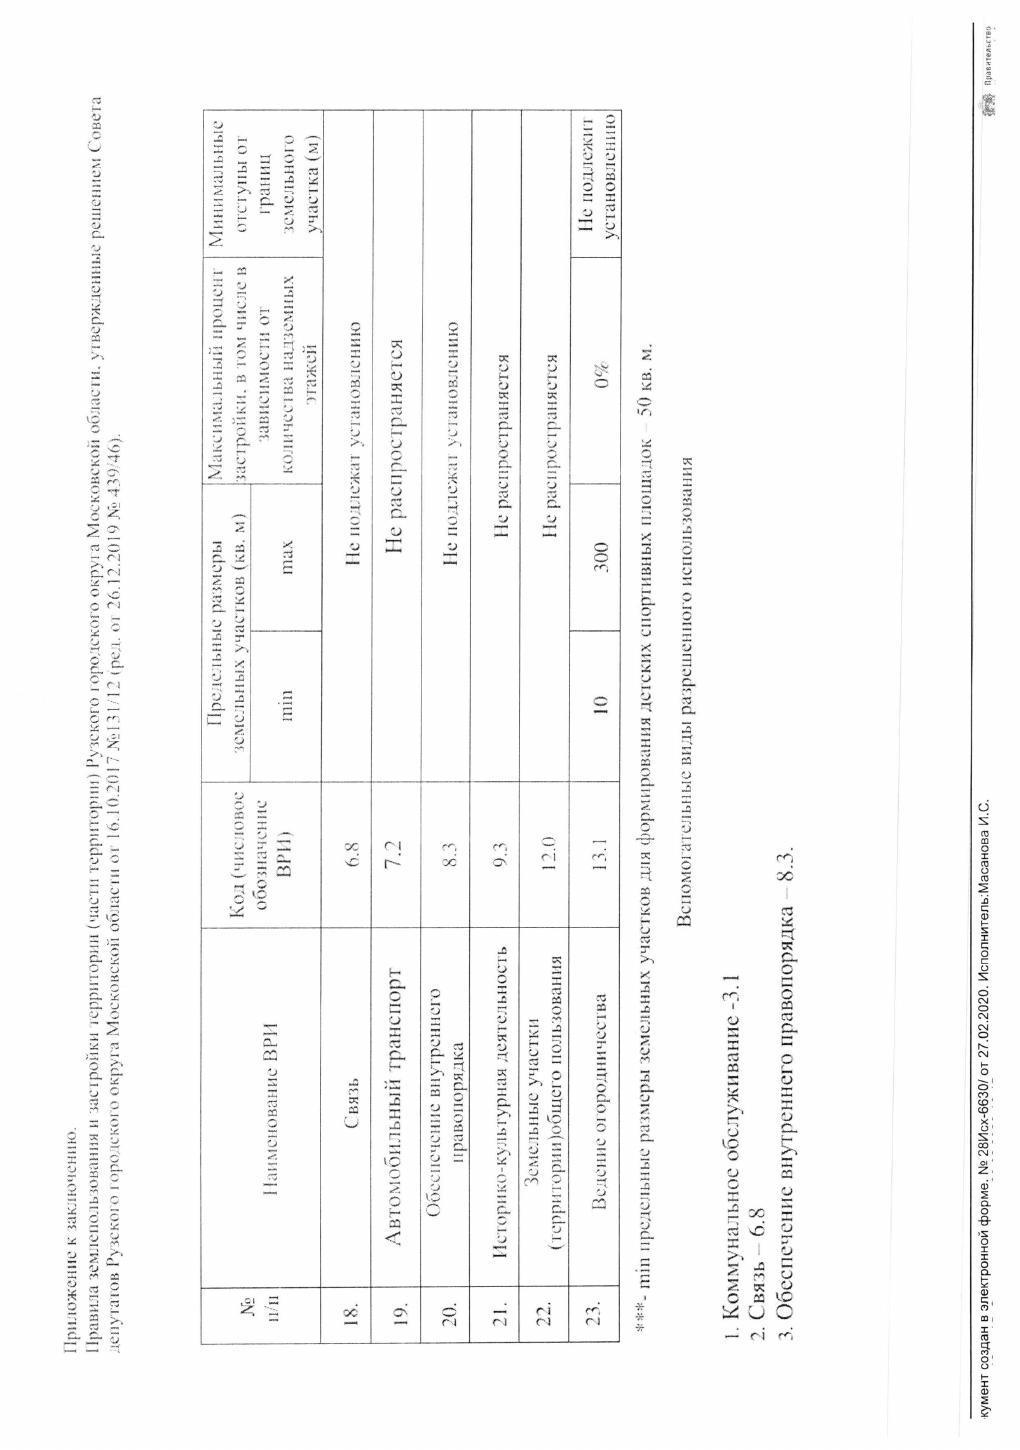 Приложение к заключению.
Правила землепользования и застройки территории (части территории) Рузского городского округа Московской области, утвержденные решением Совета
депутатов Рузского городского округа Московской области от 16.10.2017 №131/12 (ред. от 26.12.2019 № 439/46).
№
п/п
Наименование ВРИ
Код (числовое
обозначение
ВРИ)
Предельные размеры
земельных участков (кв. м)
min
max
Максимальный процент
застройки, в том числе в
зависимости от
количества надземных
этажей
Минимальные
отступы от
границ
земельного
участка (м)
18. Связь 6.8 Не подлежат установлению
19. Автомобильный транспорт 7.2 Не распространяется
20. Обеспечение внутреннего
правопорядка 8.3 Не подлежат установлению
21. Историко-культурная деятельность 9.3 Не распространяется
22. Земельные участки
(территории)общего пользования 12.0 Не распространяется
23. Ведение огородничества 13.1 10 300 0% Не подлежит
установлению
***- min предельные размеры земельных участков для формирования детских спортивных площадок – 50 кв. м.
Вспомогательные виды разрешенного использования
1. Коммунальное обслуживание -3.1
2. Связь – 6.8
3. Обеспечение внутреннего правопорядка – 8.3.
кумент создан в электронной форме. № 28Исх-6630/ от 27.02.2020. Исполнитель:Масанова И.С.
Правительство